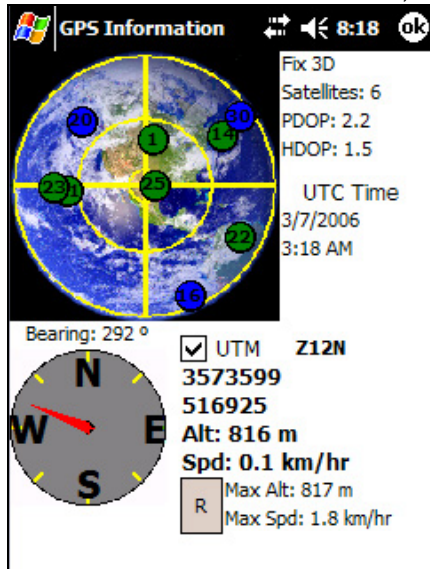 GPS Information 8:18 ok
Fix 3D
Satellites: 6
PDOP: 2.2
HDOP: 1.5
UTC Time
3/7/2006
3:18 AM
20
30
1
14
23
25
22
16
Bearing: 292 º
N
W E
S
UTM Z12N
3573599
516925
Alt: 816 m
Spd: 0.1 km/hr
R
Max Alt: 817 m
Max Spd: 1.8 km/hr